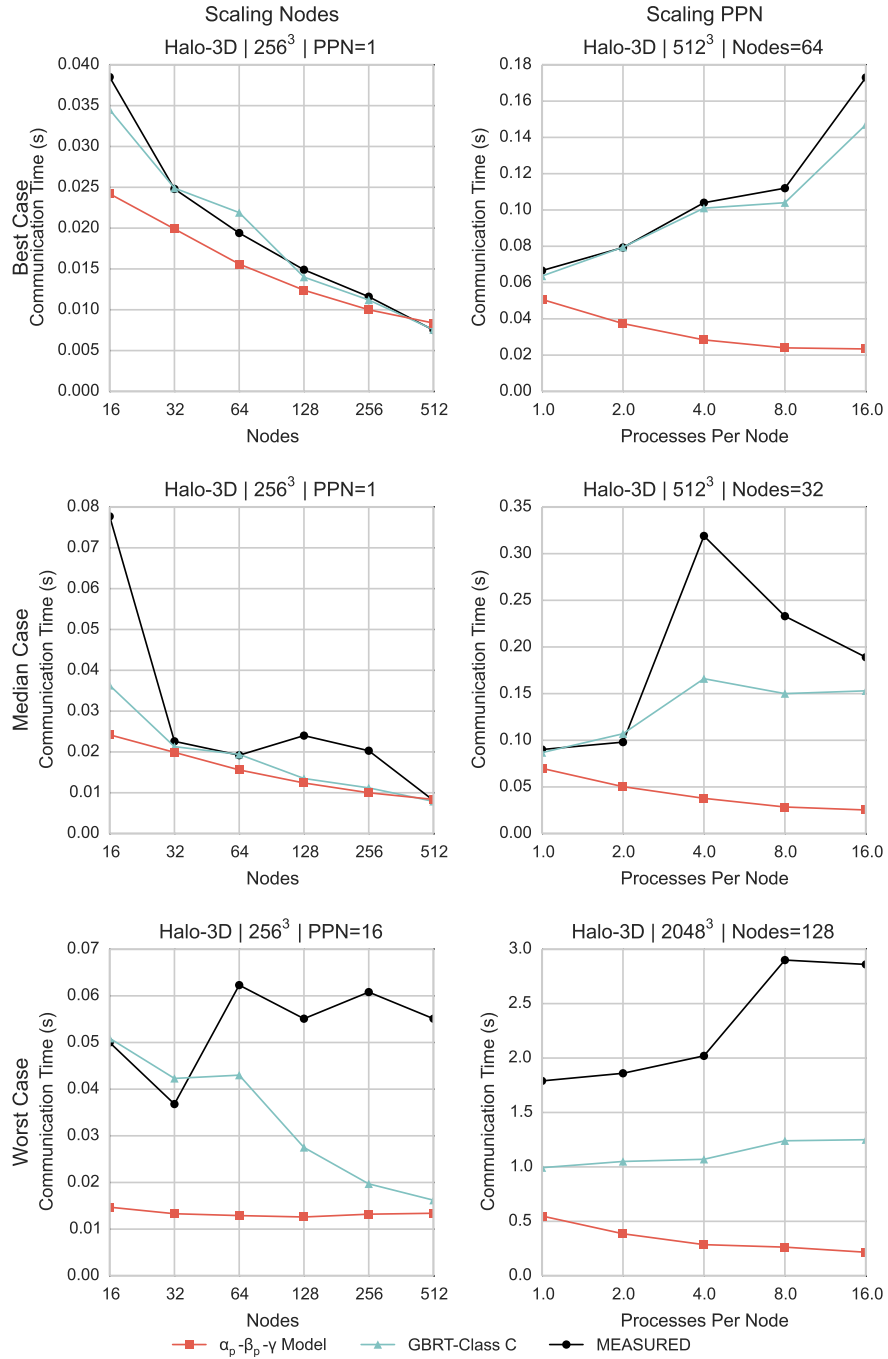 Scaling Nodes
Scaling PPN
Halo-3D | 256³ | PPN=1
Best Case
Communication Time (s)
0.040
0.035
0.030
0.025
0.020
0.015
0.010
0.005
0.000
16 32 64 128 256 512
Nodes
Halo-3D | 512³ | Nodes=64
Communication Time (s)
0.18
0.16
0.14
0.12
0.10
0.08
0.06
0.04
0.02
0.00
1.0 2.0 4.0 8.0 16.0
Processes Per Node
Halo-3D | 256³ | PPN=1
Median Case
Communication Time (s)
0.08
0.07
0.06
0.05
0.04
0.03
0.02
0.01
0.00
16 32 64 128 256 512
Nodes
Halo-3D | 512³ | Nodes=32
Communication Time (s)
0.35
0.30
0.25
0.20
0.15
0.10
0.05
0.00
1.0 2.0 4.0 8.0 16.0
Processes Per Node
Halo-3D | 256³ | PPN=16
Worst Case
Communication Time (s)
0.07
0.06
0.05
0.04
0.03
0.02
0.01
0.00
16 32 64 128 256 512
Nodes
Halo-3D | 2048³ | Nodes=128
Communication Time (s)
3.0
2.5
2.0
1.5
1.0
0.5
0.0
1.0 2.0 4.0 8.0 16.0
Processes Per Node
αₚ-βₚ-γ Model GBRT-Class C MEASURED